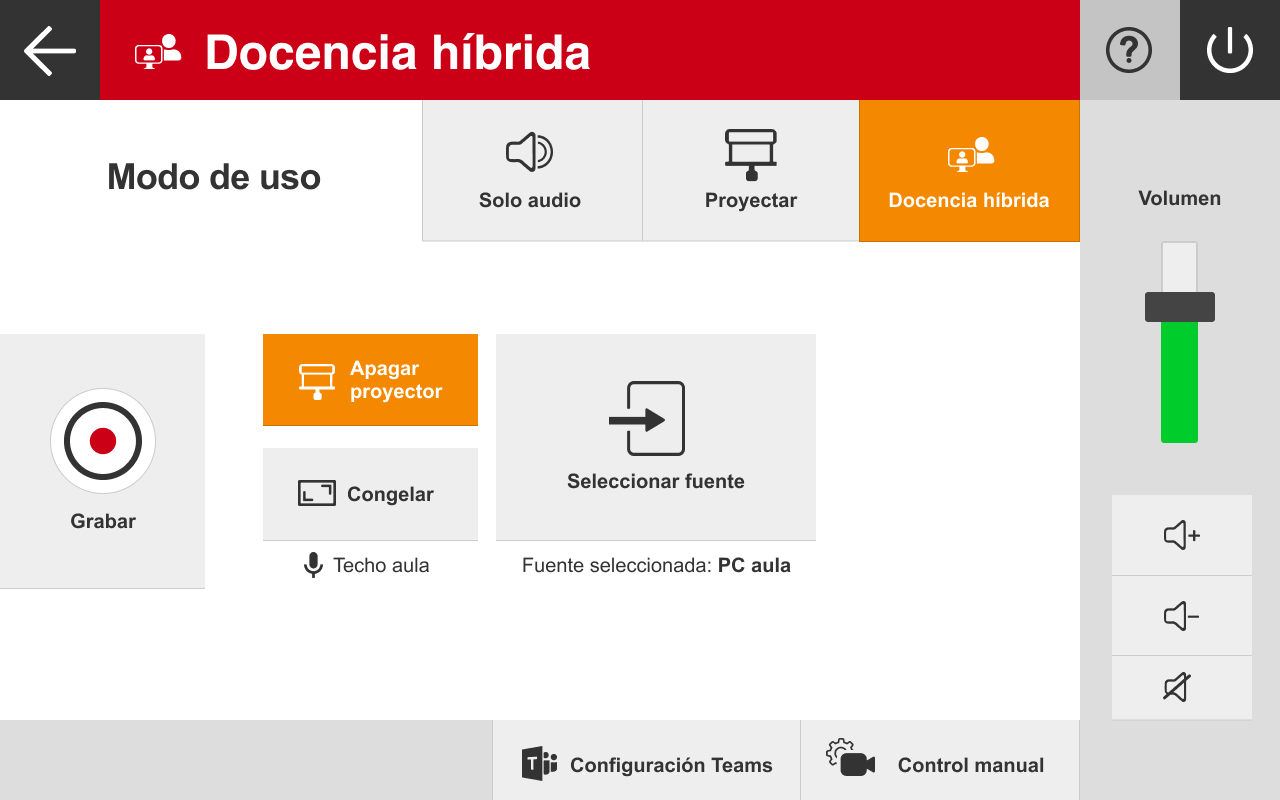 Docencia híbrida
?
Modo de uso
Solo audio
Proyectar
Docencia híbrida
Volumen
Grabar
Apagar
proyector
Congelar
Techo aula
Seleccionar fuente
Fuente seleccionada: PC aula
T
Configuración Teams
Control manual